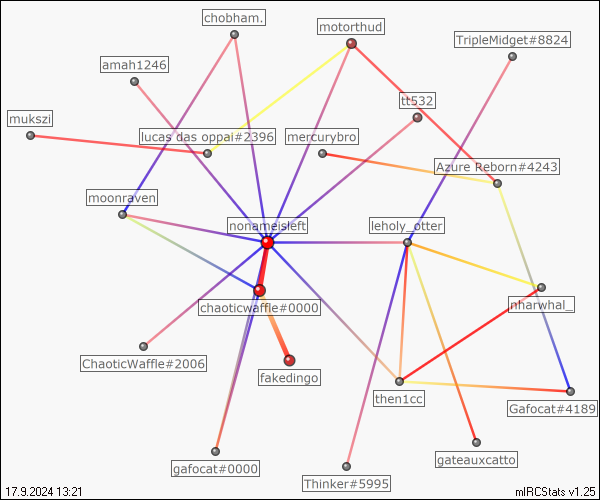 chobham.
motorthud
TripleMidget#8824
amah1246
tt532
mukszi
lucas das oppai#2396
mercurybro
Azure Reborn#4243
moonraven
nonameisleft
leholy_otter
chaoticwaffle#0000
nharwhal_
ChaoticWaffle#2006
fakedingo
then1cc
Gafocat#4189
gafocat#0000
gateauxcatto
Thinker#5995
17.9.2024 13:21
mIRCStats v1.25